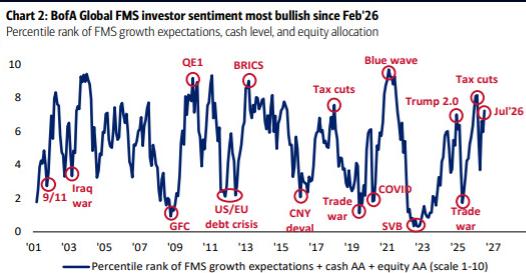 Chart 2: BofA Global FMS investor sentiment most bullish since Feb'26
Percentile rank of FMS growth expectations, cash level, and equity allocation
10
8
6
4
2
0
QE1
BRICS
Tax cuts
Blue wave
Trump 2.0
Tax cuts
Jul'26
9/11
Iraq
war
GFC
US/EU
debt crisis
CNY
deval
Trade
war
COVID
SVB
Trade
war
'01 '03 '05 '07 '09 '11 '13 '15 '17 '19 '21 '23 '25 '27
Percentile rank of FMS growth expectations + cash AA + equity AA (scale 1-10)